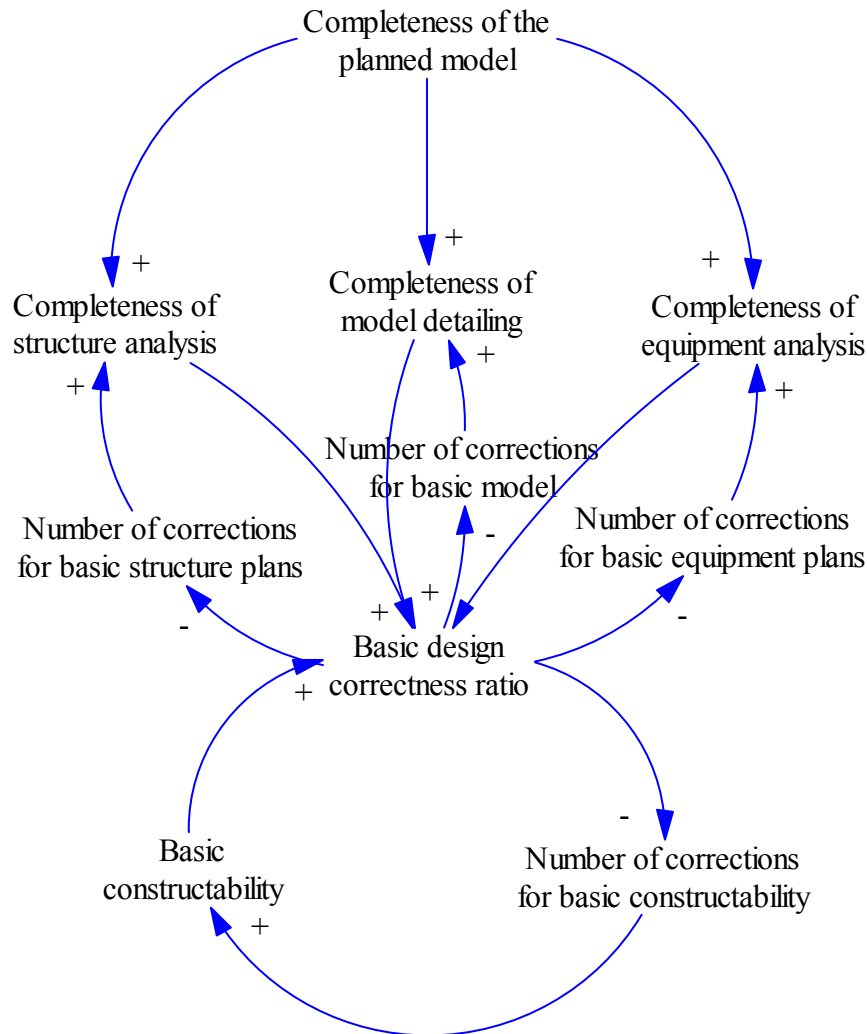 Completeness of the
planned model
+
+
+
Completeness of
structure analysis
Completeness of
model detailing
Completeness of
equipment analysis
+
+
+
Number of corrections
for basic model
Number of corrections
for basic structure plans
Number of corrections
for basic equipment plans
-
-
-
+
+
Basic design
correctness ratio
+
-
Basic
constructability
Number of corrections
for basic constructability
+